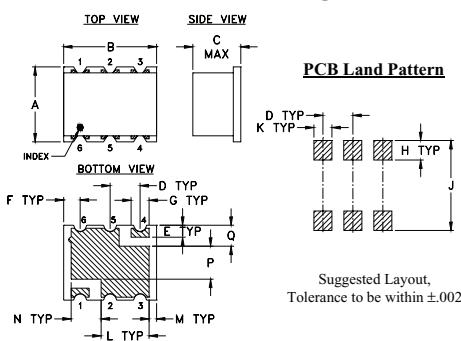 TOP VIEW
SIDE VIEW
B
C
MAX
1 2 3
A
6 5 4
INDEX
PCB Land Pattern
D TYP
K TYP
H TYP
J
Suggested Layout,
Tolerance to be within ±.002
BOTTOM VIEW
D TYP
F TYP
G TYP
6 5 4
E TYP
Q
P
1 2 3
N TYP
M TYP
L TYP